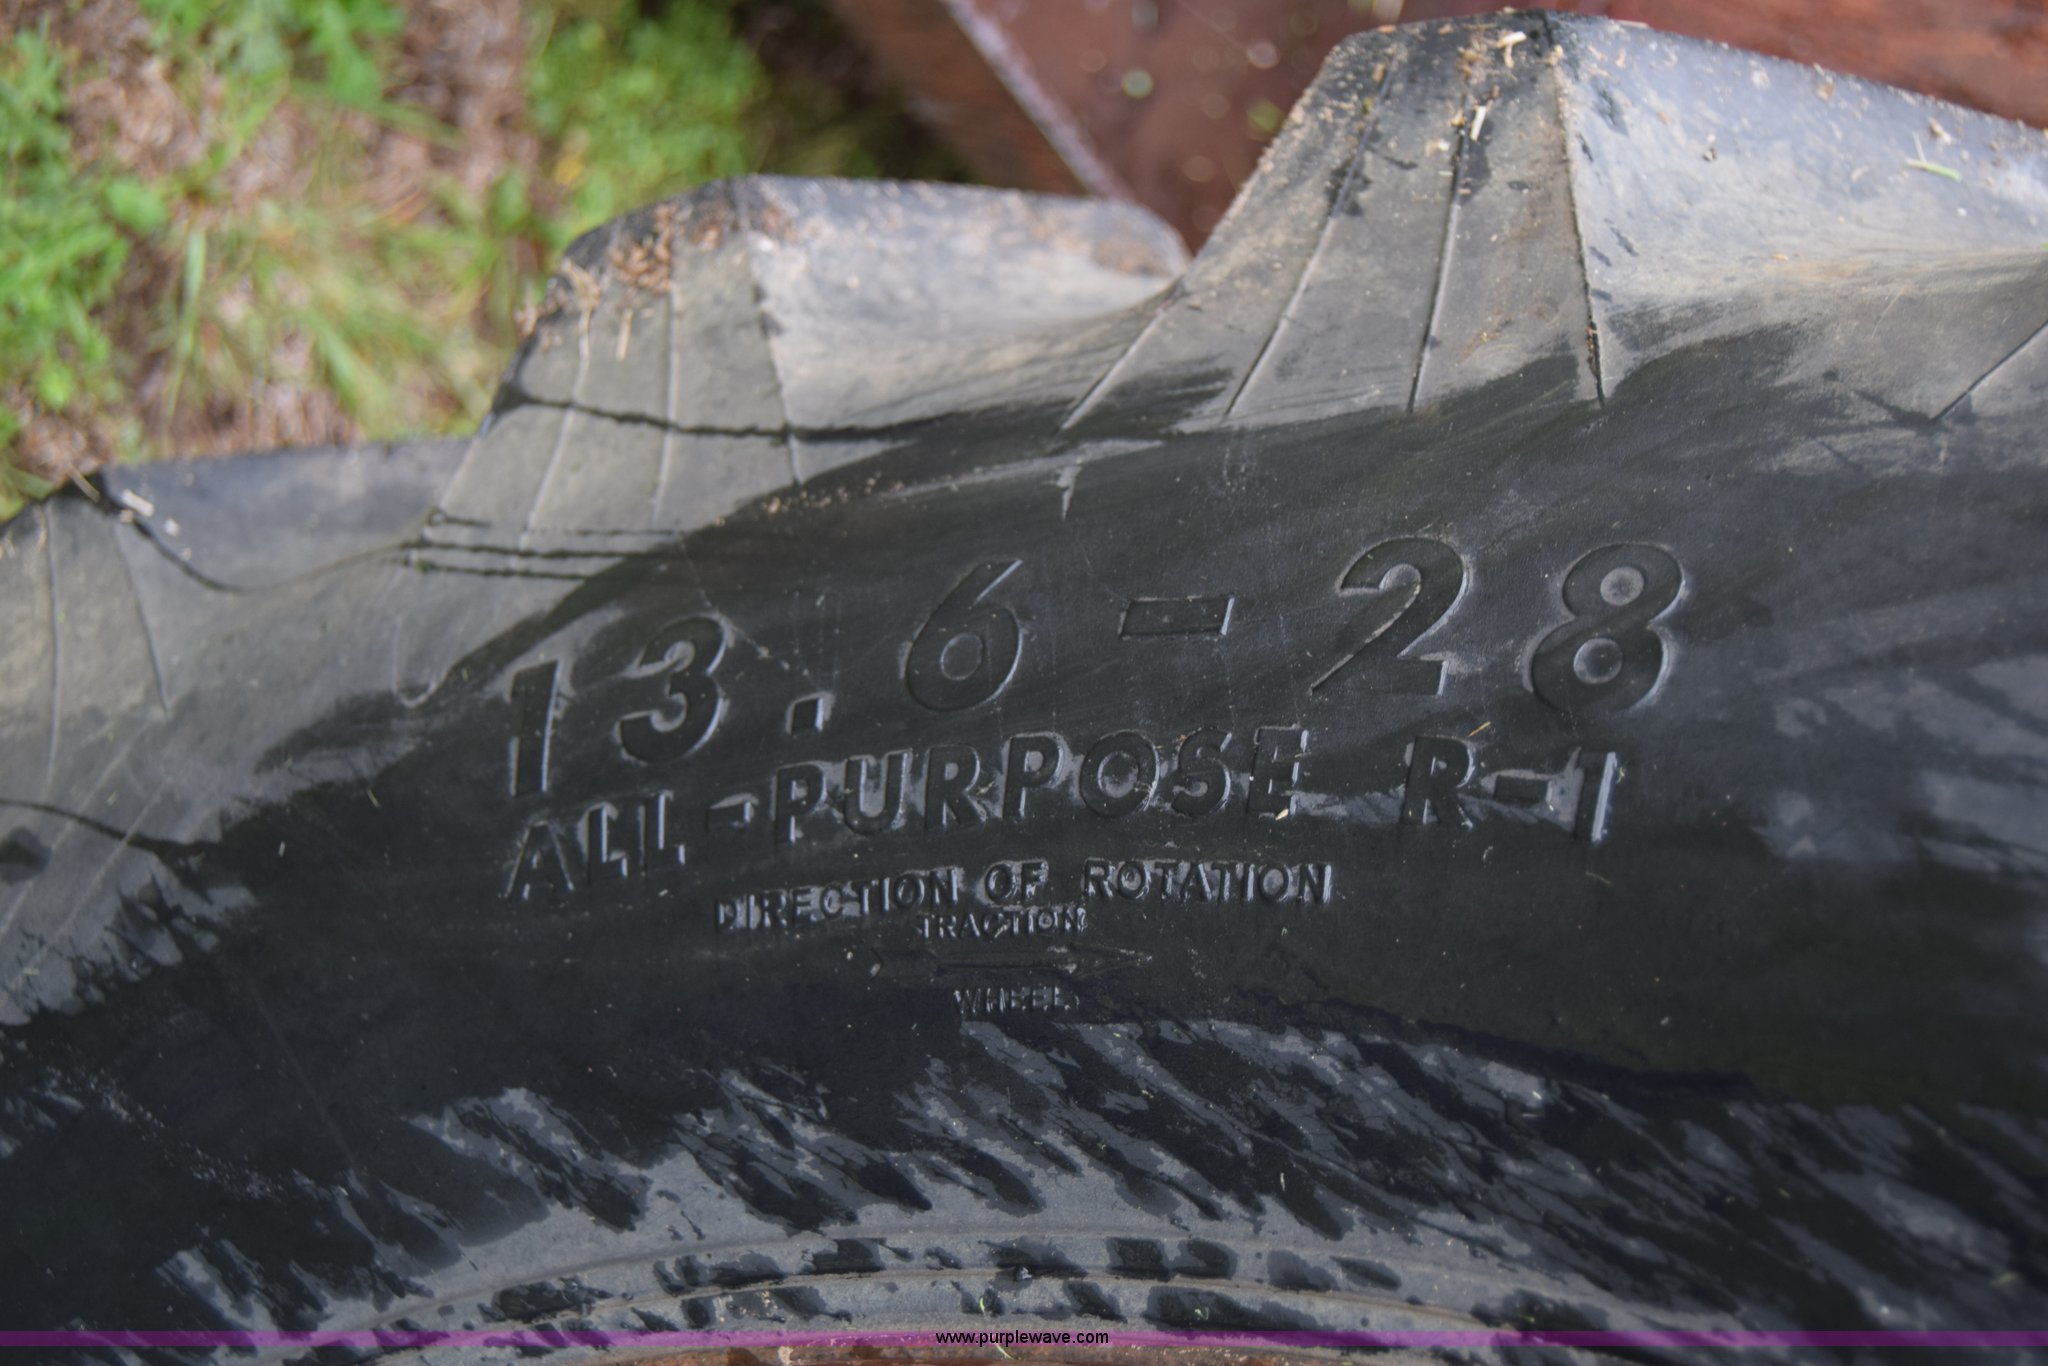 13.6-28
ALL-PURPOSE R-1
DIRECTION OF ROTATION
TRACTION
WHEEL
www.purplewave.com